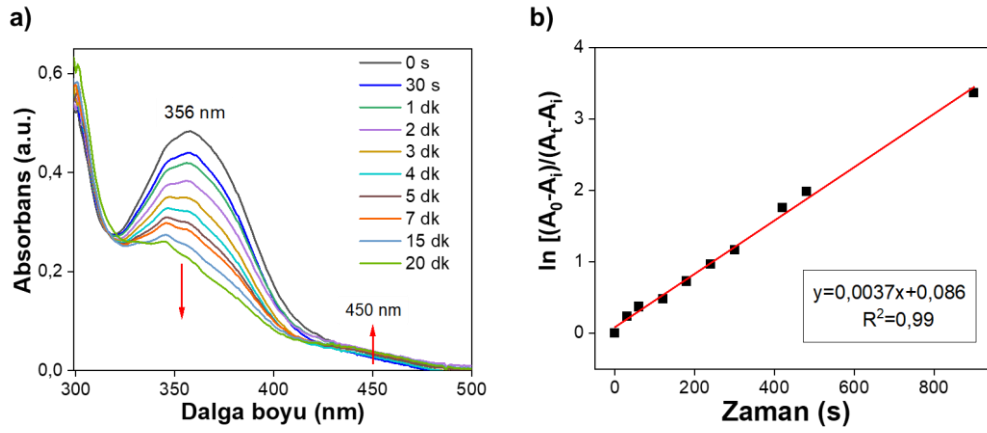 a)
Absorbans (a.u.)
0,6
0,4
0,2
0,0
300
350
400
450
500
Dalga boyu (nm)
356 nm
450 nm
0 s
30 s
1 dk
2 dk
3 dk
4 dk
5 dk
7 dk
15 dk
20 dk
b)
ln [(A₀-Aᵢ)/(Aₜ-Aᵢ)
4
3
2
1
0
0
200
400
600
800
Zaman (s)
y=0,0037x+0,086
R²=0,99